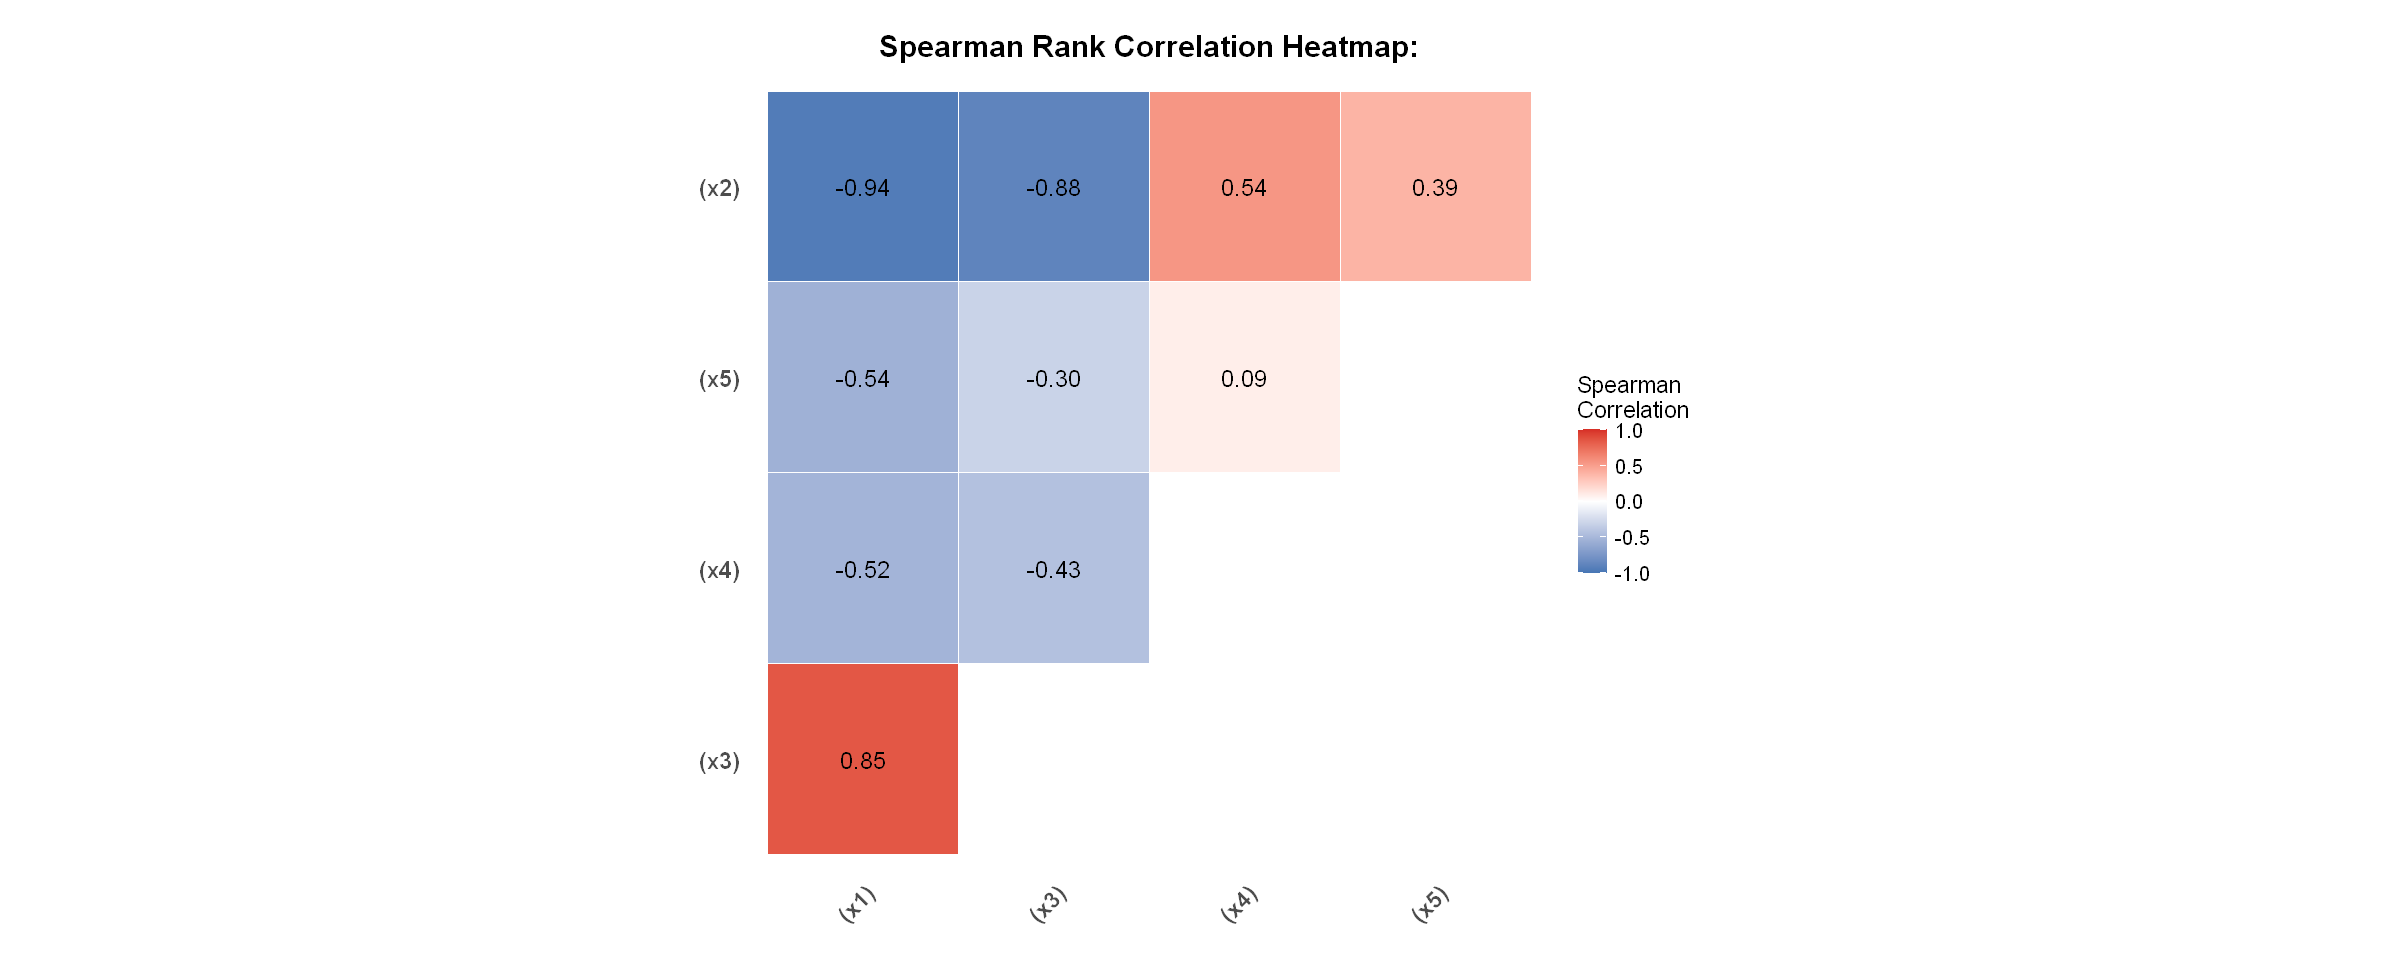 Spearman Rank Correlation Heatmap:
(x2) -0.94 -0.88 0.54 0.39
(x5) -0.54 -0.30 0.09
(x4) -0.52 -0.43
(x3) 0.85
(x1) (x3) (x4) (x5)
Spearman
Correlation
1.0
0.5
0.0
-0.5
-1.0